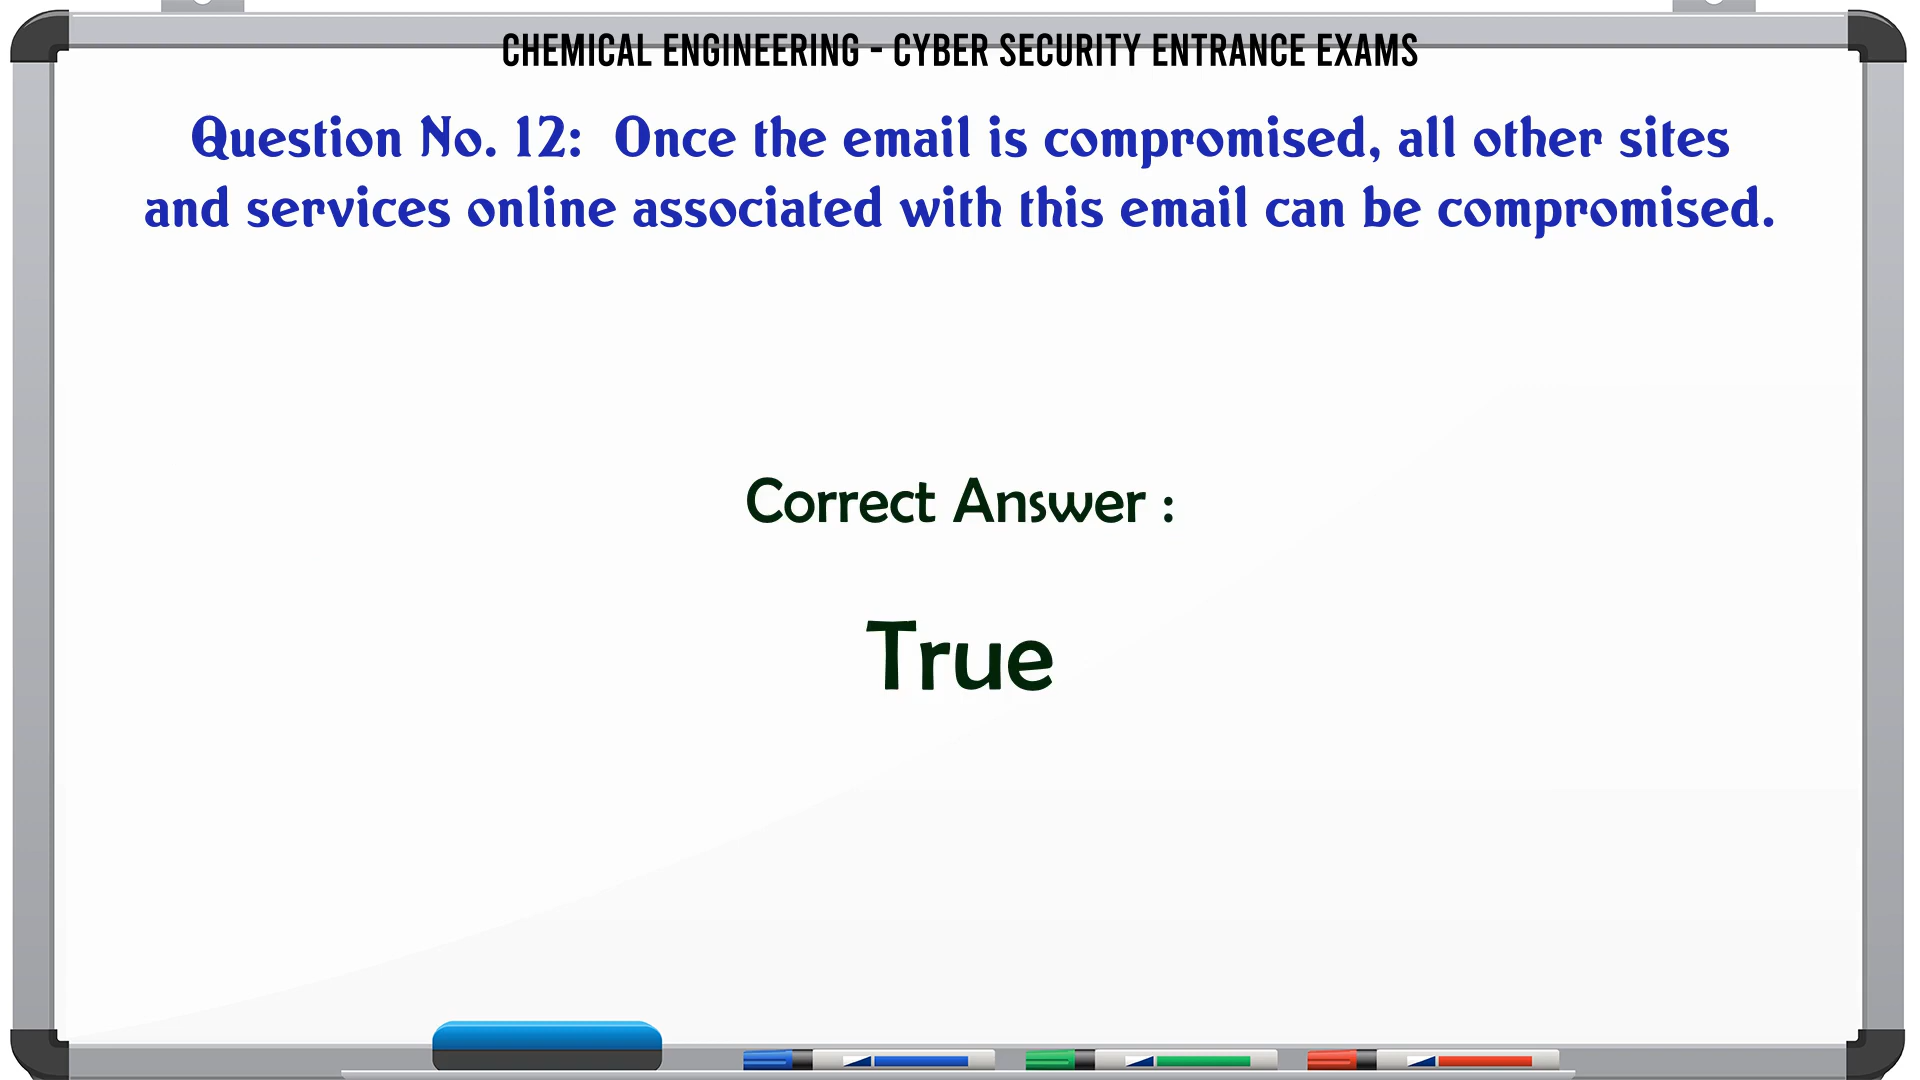 CHEMICAL ENGINEERING - CYBER SECURITY ENTRANCE EXAMS
Question No. 12:  Once the email is compromised, all other sites
and services online associated with this email can be compromised.
Correct Answer :
True